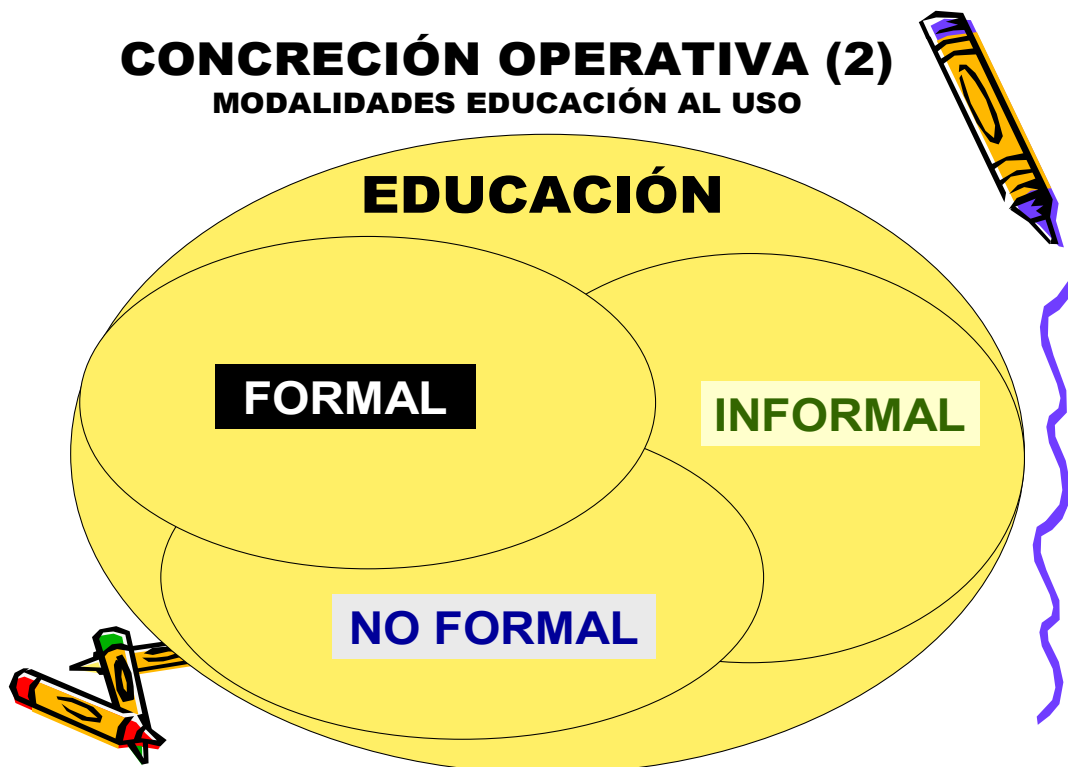 CONCRECIÓN OPERATIVA (2)
MODALIDADES EDUCACIÓN AL USO
EDUCACIÓN
FORMAL
INFORMAL
NO FORMAL